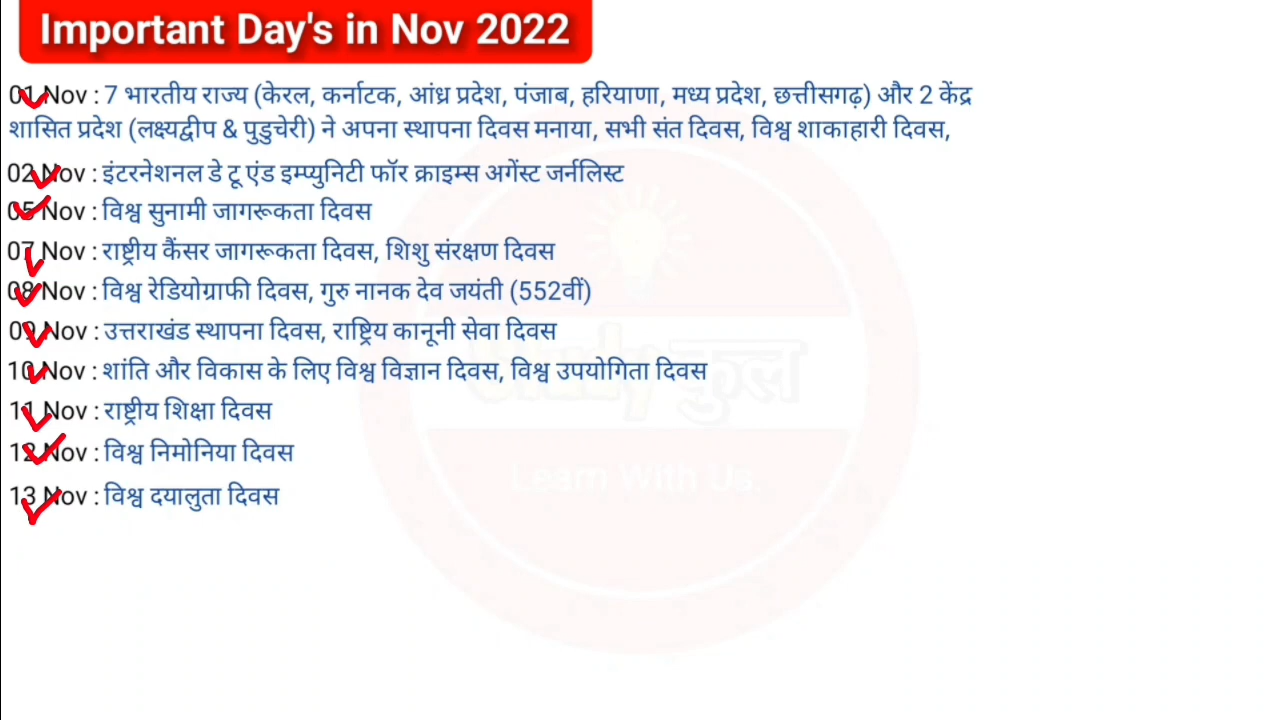 Important Day's in Nov 2022
01 Nov : 7 भारतीय राज्य (केरल, कर्नाटक, आंध्र प्रदेश, पंजाब, हरियाणा, मध्य प्रदेश, छत्तीसगढ़) और 2 केंद्र
शासित प्रदेश (लक्ष्यद्वीप & पुडुचेरी) ने अपना स्थापना दिवस मनाया, सभी संत दिवस, विश्व शाकाहारी दिवस,
02 Nov : इंटरनेशनल डे टू एंड इम्प्युनिटी फॉर क्राइम्स अगेंस्ट जर्नलिस्ट
05 Nov : विश्व सुनामी जागरूकता दिवस
07 Nov : राष्ट्रीय कैंसर जागरूकता दिवस, शिशु संरक्षण दिवस
08 Nov : विश्व रेडियोग्राफी दिवस, गुरु नानक देव जयंती (552वीं)
09 Nov : उत्तराखंड स्थापना दिवस, राष्ट्रिय कानूनी सेवा दिवस
10 Nov : शांति और विकास के लिए विश्व विज्ञान दिवस, विश्व उपयोगिता दिवस
Study कुल
11 Nov : राष्ट्रीय शिक्षा दिवस
12 Nov : विश्व निमोनिया दिवस
Learn With Us
13 Nov : विश्व दयालुता दिवस